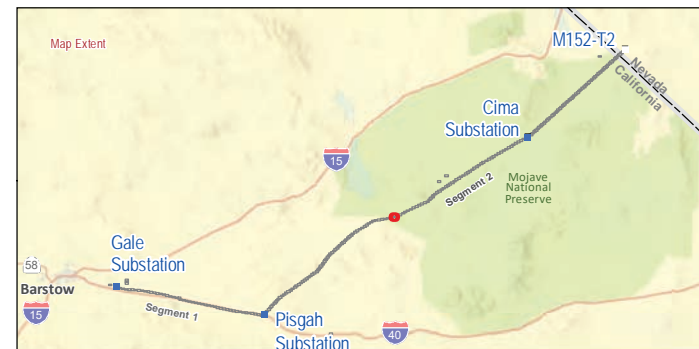 Map Extent
M152-T2
Nevada
California
Cima
Substation
15
Mojave
National
Preserve
Segment 2
Gale
Substation
58
Barstow
Segment 1
15
Pisgah
Substation
40